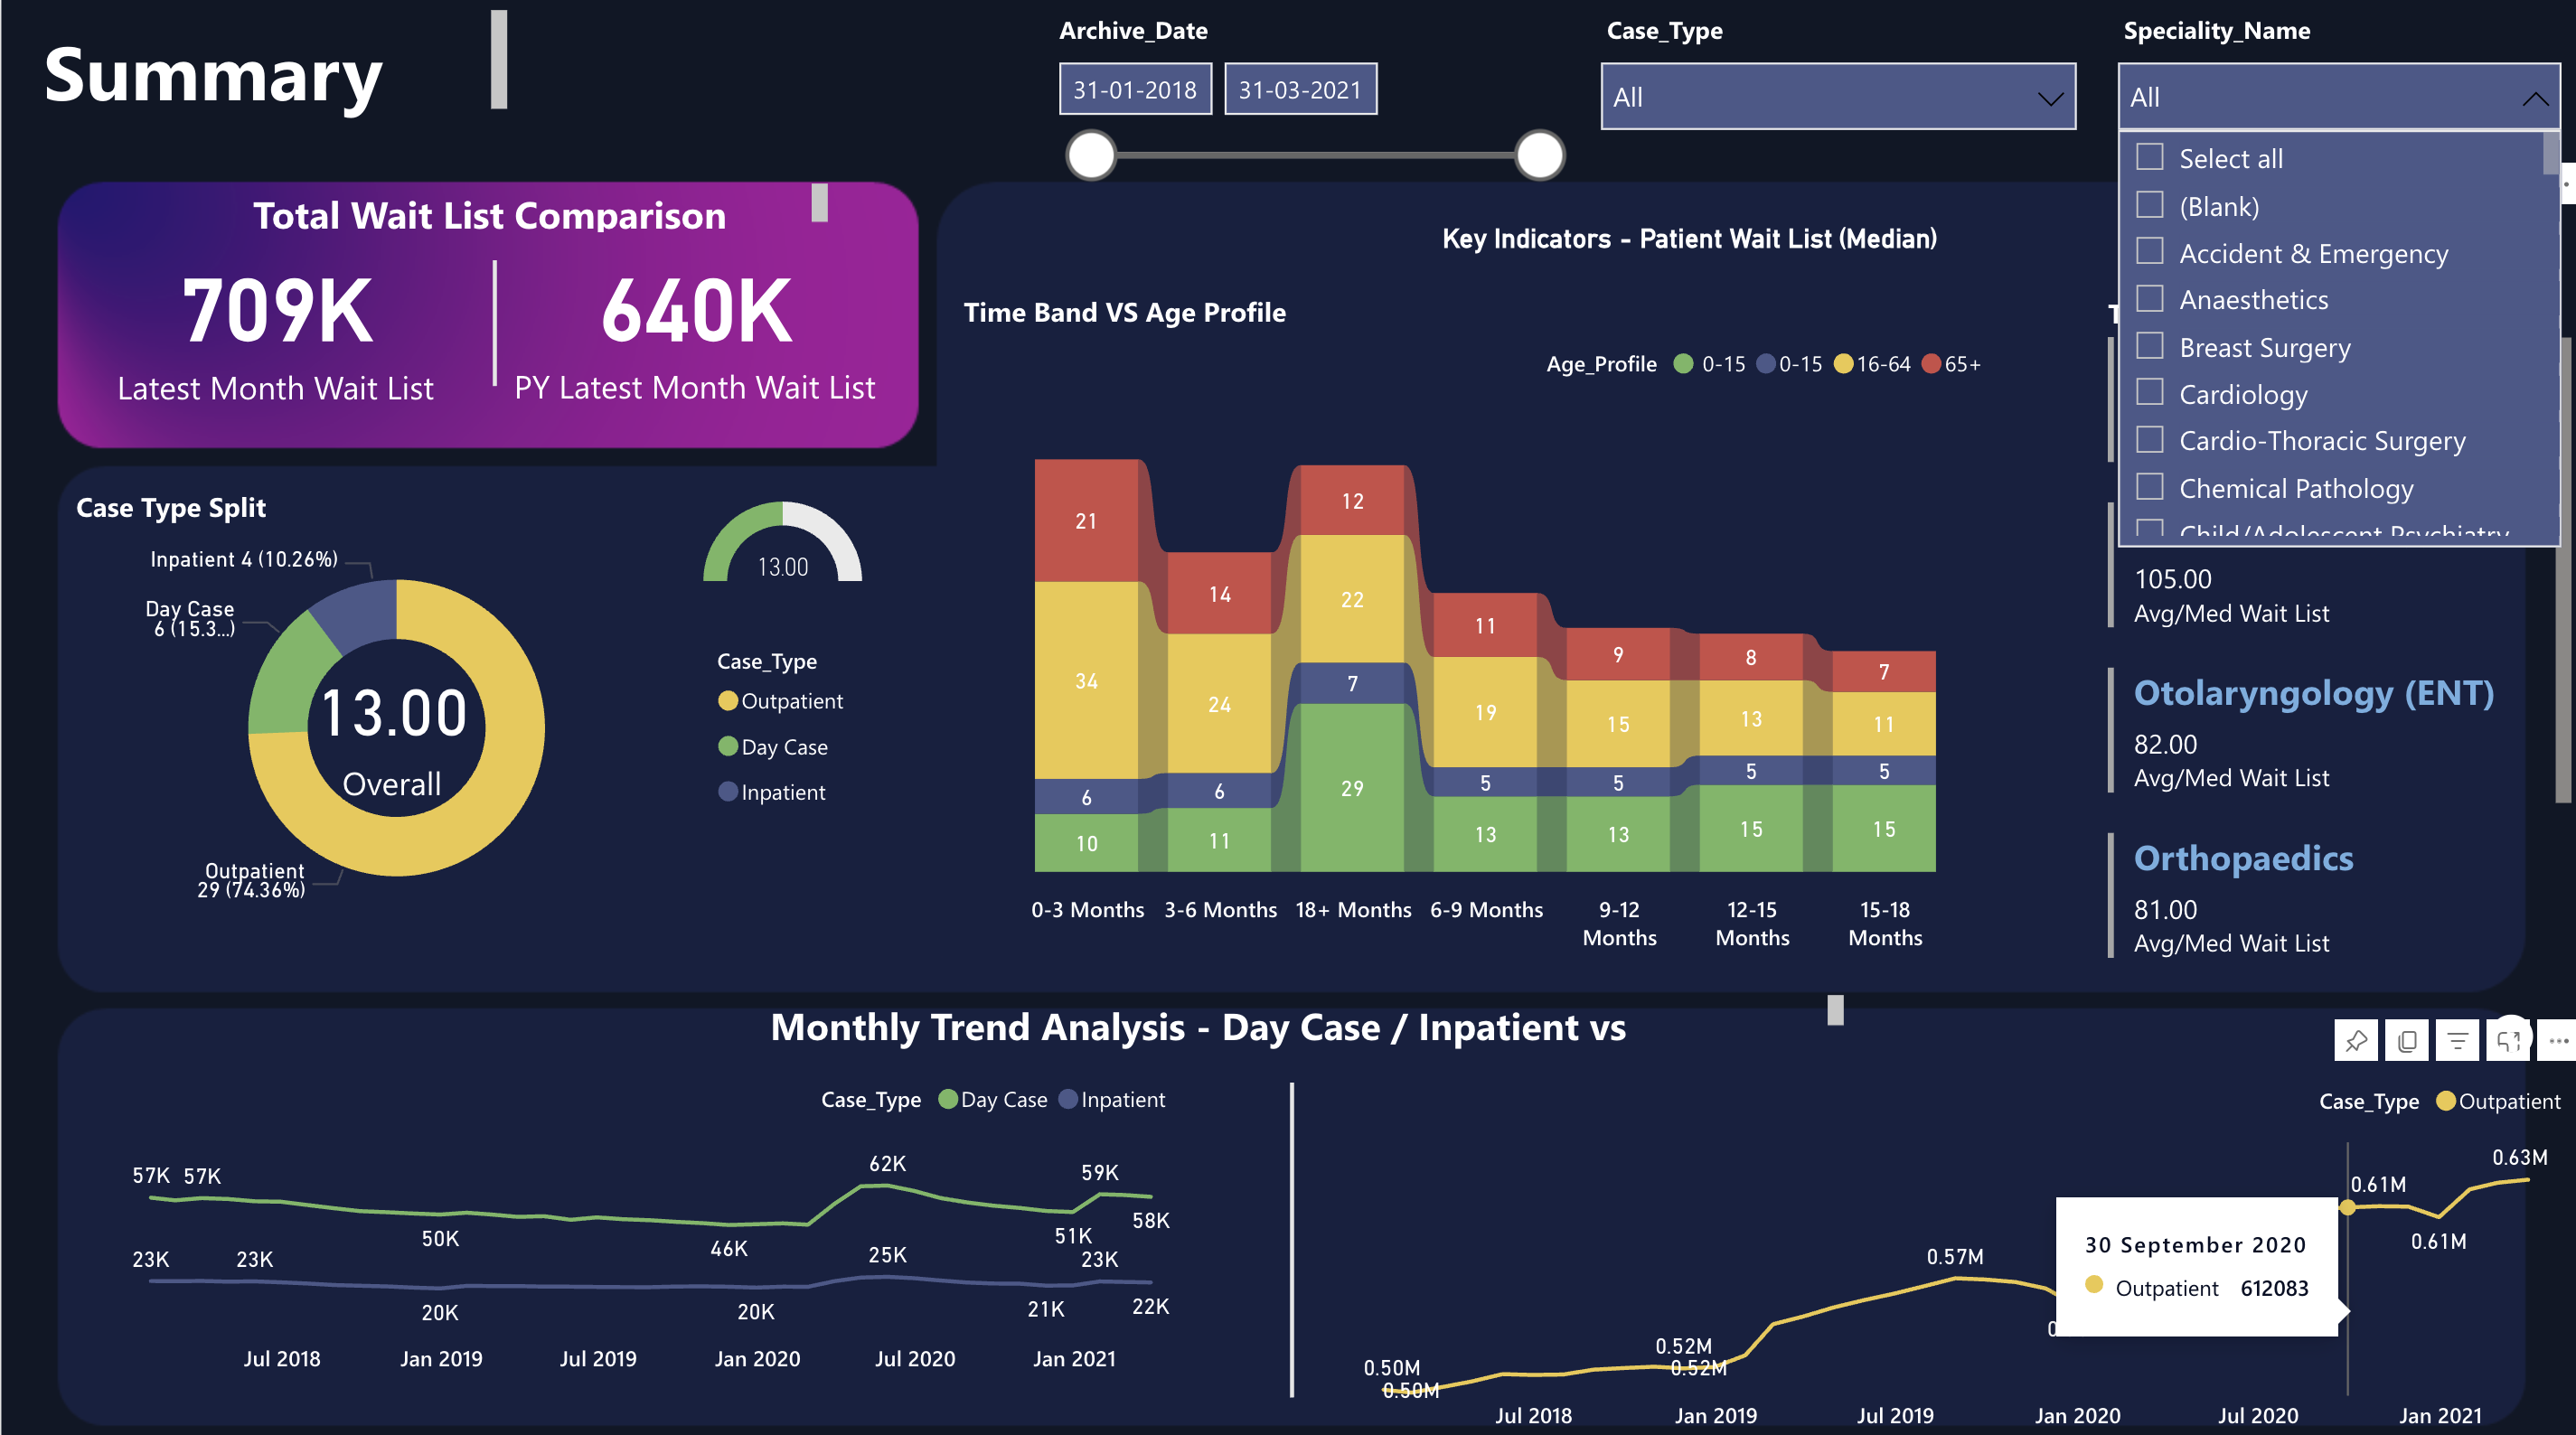 Summary
Archive_Date
31-01-2018
31-03-2021
Case_Type
All
Speciality_Name
All
Select all
(Blank)
Accident & Emergency
Anaesthetics
Breast Surgery
Cardiology
Cardio-Thoracic Surgery
Chemical Pathology
Child/Adolescent Psychiatry
Total Wait List Comparison
709K
Latest Month Wait List
640K
PY Latest Month Wait List
Key Indicators - Patient Wait List (Median)
Case Type Split
Inpatient 4 (10.26%)
Day Case
6 (15.3...)
13.00
Overall
Outpatient
29 (74.36%)
13.00
Case_Type
Outpatient
Day Case
Inpatient
Time Band VS Age Profile
Age_Profile 0-15 0-15 16-64 65+
21
34
6
10
14
24
6
11
12
22
7
29
11
19
5
13
9
15
5
13
8
13
5
15
7
11
5
15
0-3 Months
3-6 Months
18+ Months
6-9 Months
9-12
Months
12-15
Months
15-18
Months
105.00
Avg/Med Wait List
Otolaryngology (ENT)
82.00
Avg/Med Wait List
Orthopaedics
81.00
Avg/Med Wait List
Monthly Trend Analysis - Day Case / Inpatient vs
Case_Type Day Case Inpatient
57K 57K
50K
46K
62K
51K
59K
58K
23K
23K
20K
20K
25K
21K
23K
22K
Jul 2018
Jan 2019
Jul 2019
Jan 2020
Jul 2020
Jan 2021
Case_Type Outpatient
0.50M
0.50M
0.52M
0.52M
0.57M
0.61M
0.61M
0.63M
30 September 2020
Outpatient 612083
Jul 2018
Jan 2019
Jul 2019
Jan 2020
Jul 2020
Jan 2021